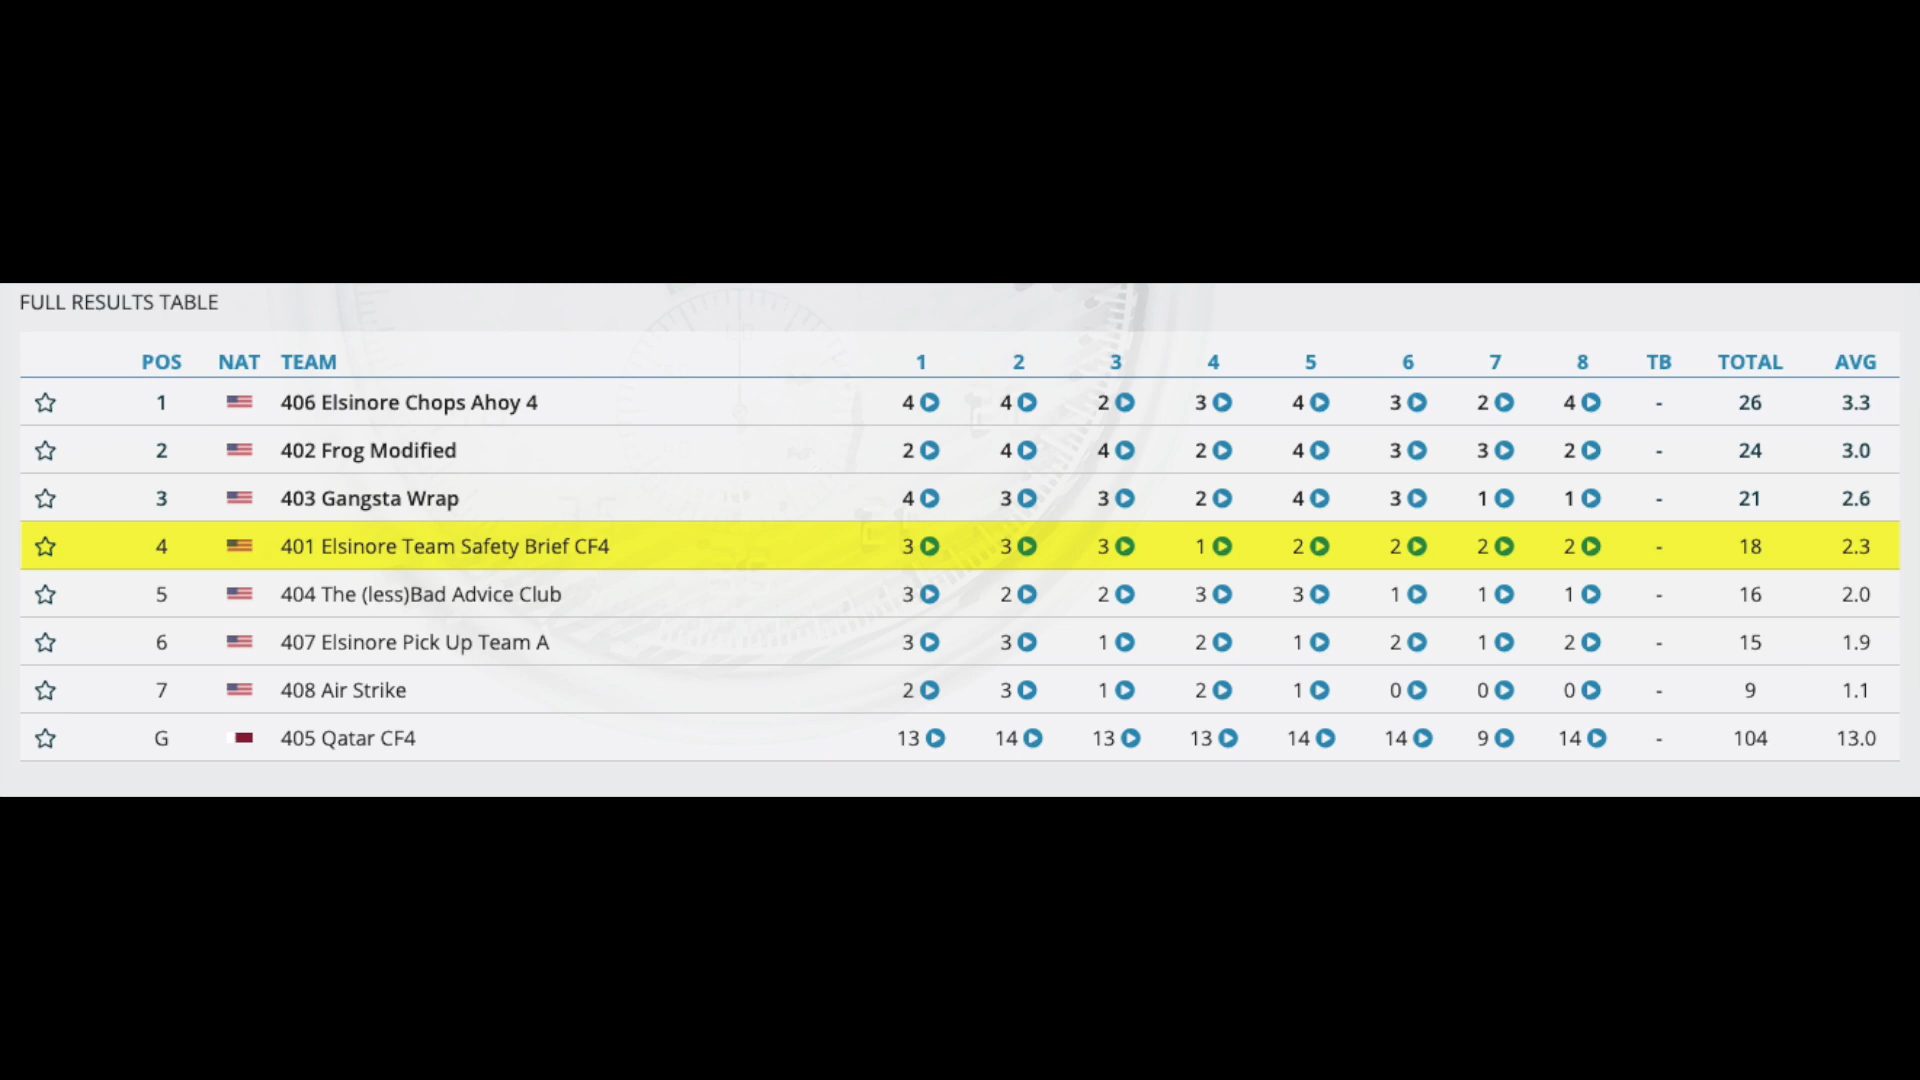 FULL RESULTS TABLE
POS NAT TEAM 1 2 3 4 5 6 7 8 TB TOTAL AVG
1 406 Elsinore Chops Ahoy 4 4 4 2 3 4 3 2 4 - 26 3.3
2 402 Frog Modified 2 4 4 2 4 3 3 2 - 24 3.0
3 403 Gangsta Wrap 4 3 3 2 4 3 1 1 - 21 2.6
4 401 Elsinore Team Safety Brief CF4 3 3 3 1 2 2 2 2 - 18 2.3
5 404 The (less)Bad Advice Club 3 2 2 3 3 1 1 1 - 16 2.0
6 407 Elsinore Pick Up Team A 3 3 1 2 1 2 1 2 - 15 1.9
7 408 Air Strike 2 3 1 2 1 0 0 0 - 9 1.1
G 405 Qatar CF4 13 14 13 13 14 14 9 14 - 104 13.0